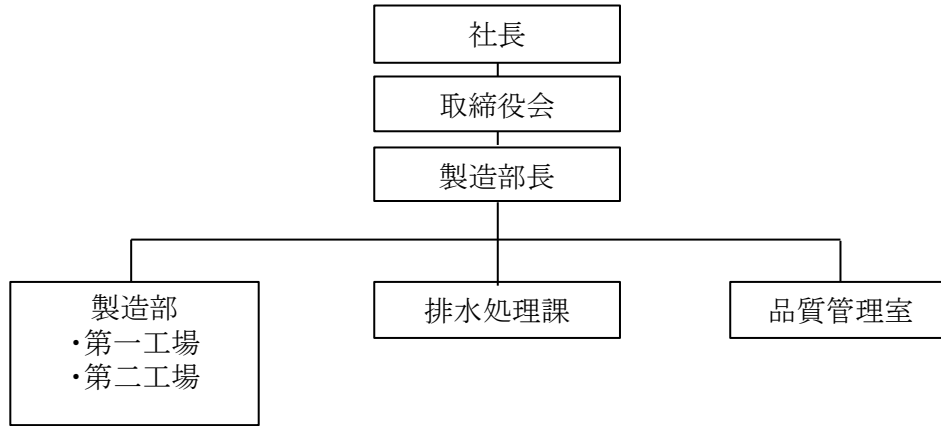 社長
取締役会
製造部長
製造部
・第一工場
・第二工場
排水処理課
品質管理室